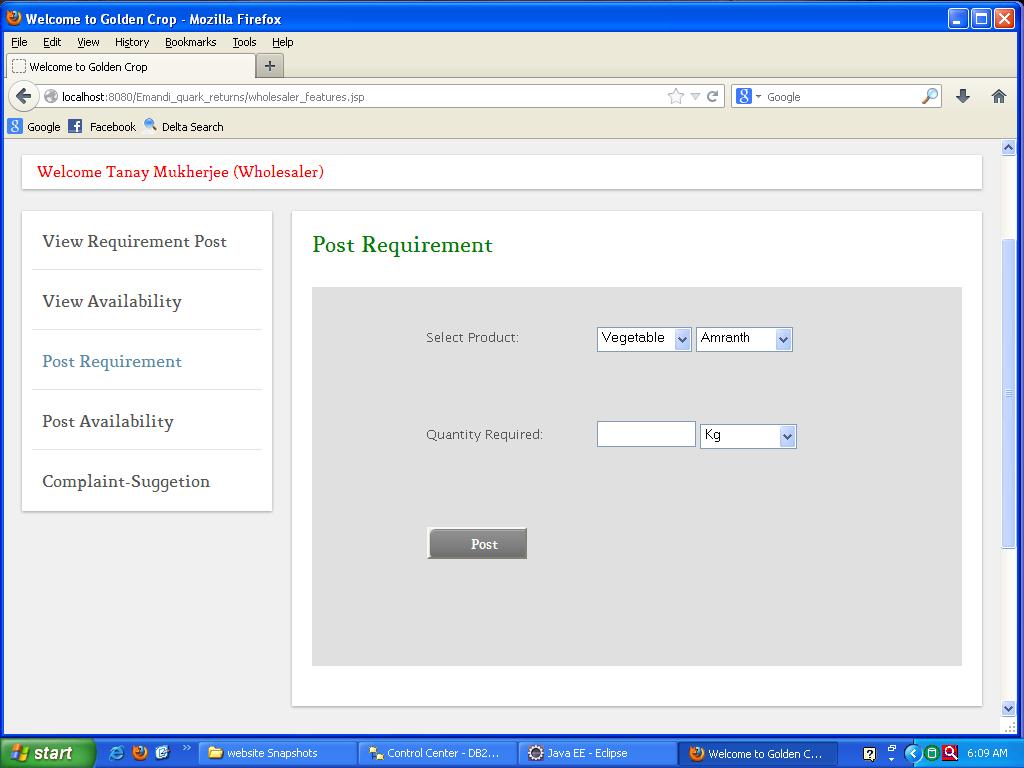 Welcome to Golden Crop - Mozilla Firefox
File Edit View History Bookmarks Tools Help
Welcome to Golden Crop
localhost:8080/Emandi_quark_returns/wholesaler_features.jsp
Google
Google Facebook Delta Search
Welcome Tanay Mukherjee (Wholesaler)
View Requirement Post
View Availability
Post Requirement
Post Availability
Complaint-Suggetion
Post Requirement
Select Product: Vegetable Amranth
Quantity Required: Kg
Post
start website Snapshots Control Center - DB2... Java EE - Eclipse Welcome to Golden C... 6:09 AM